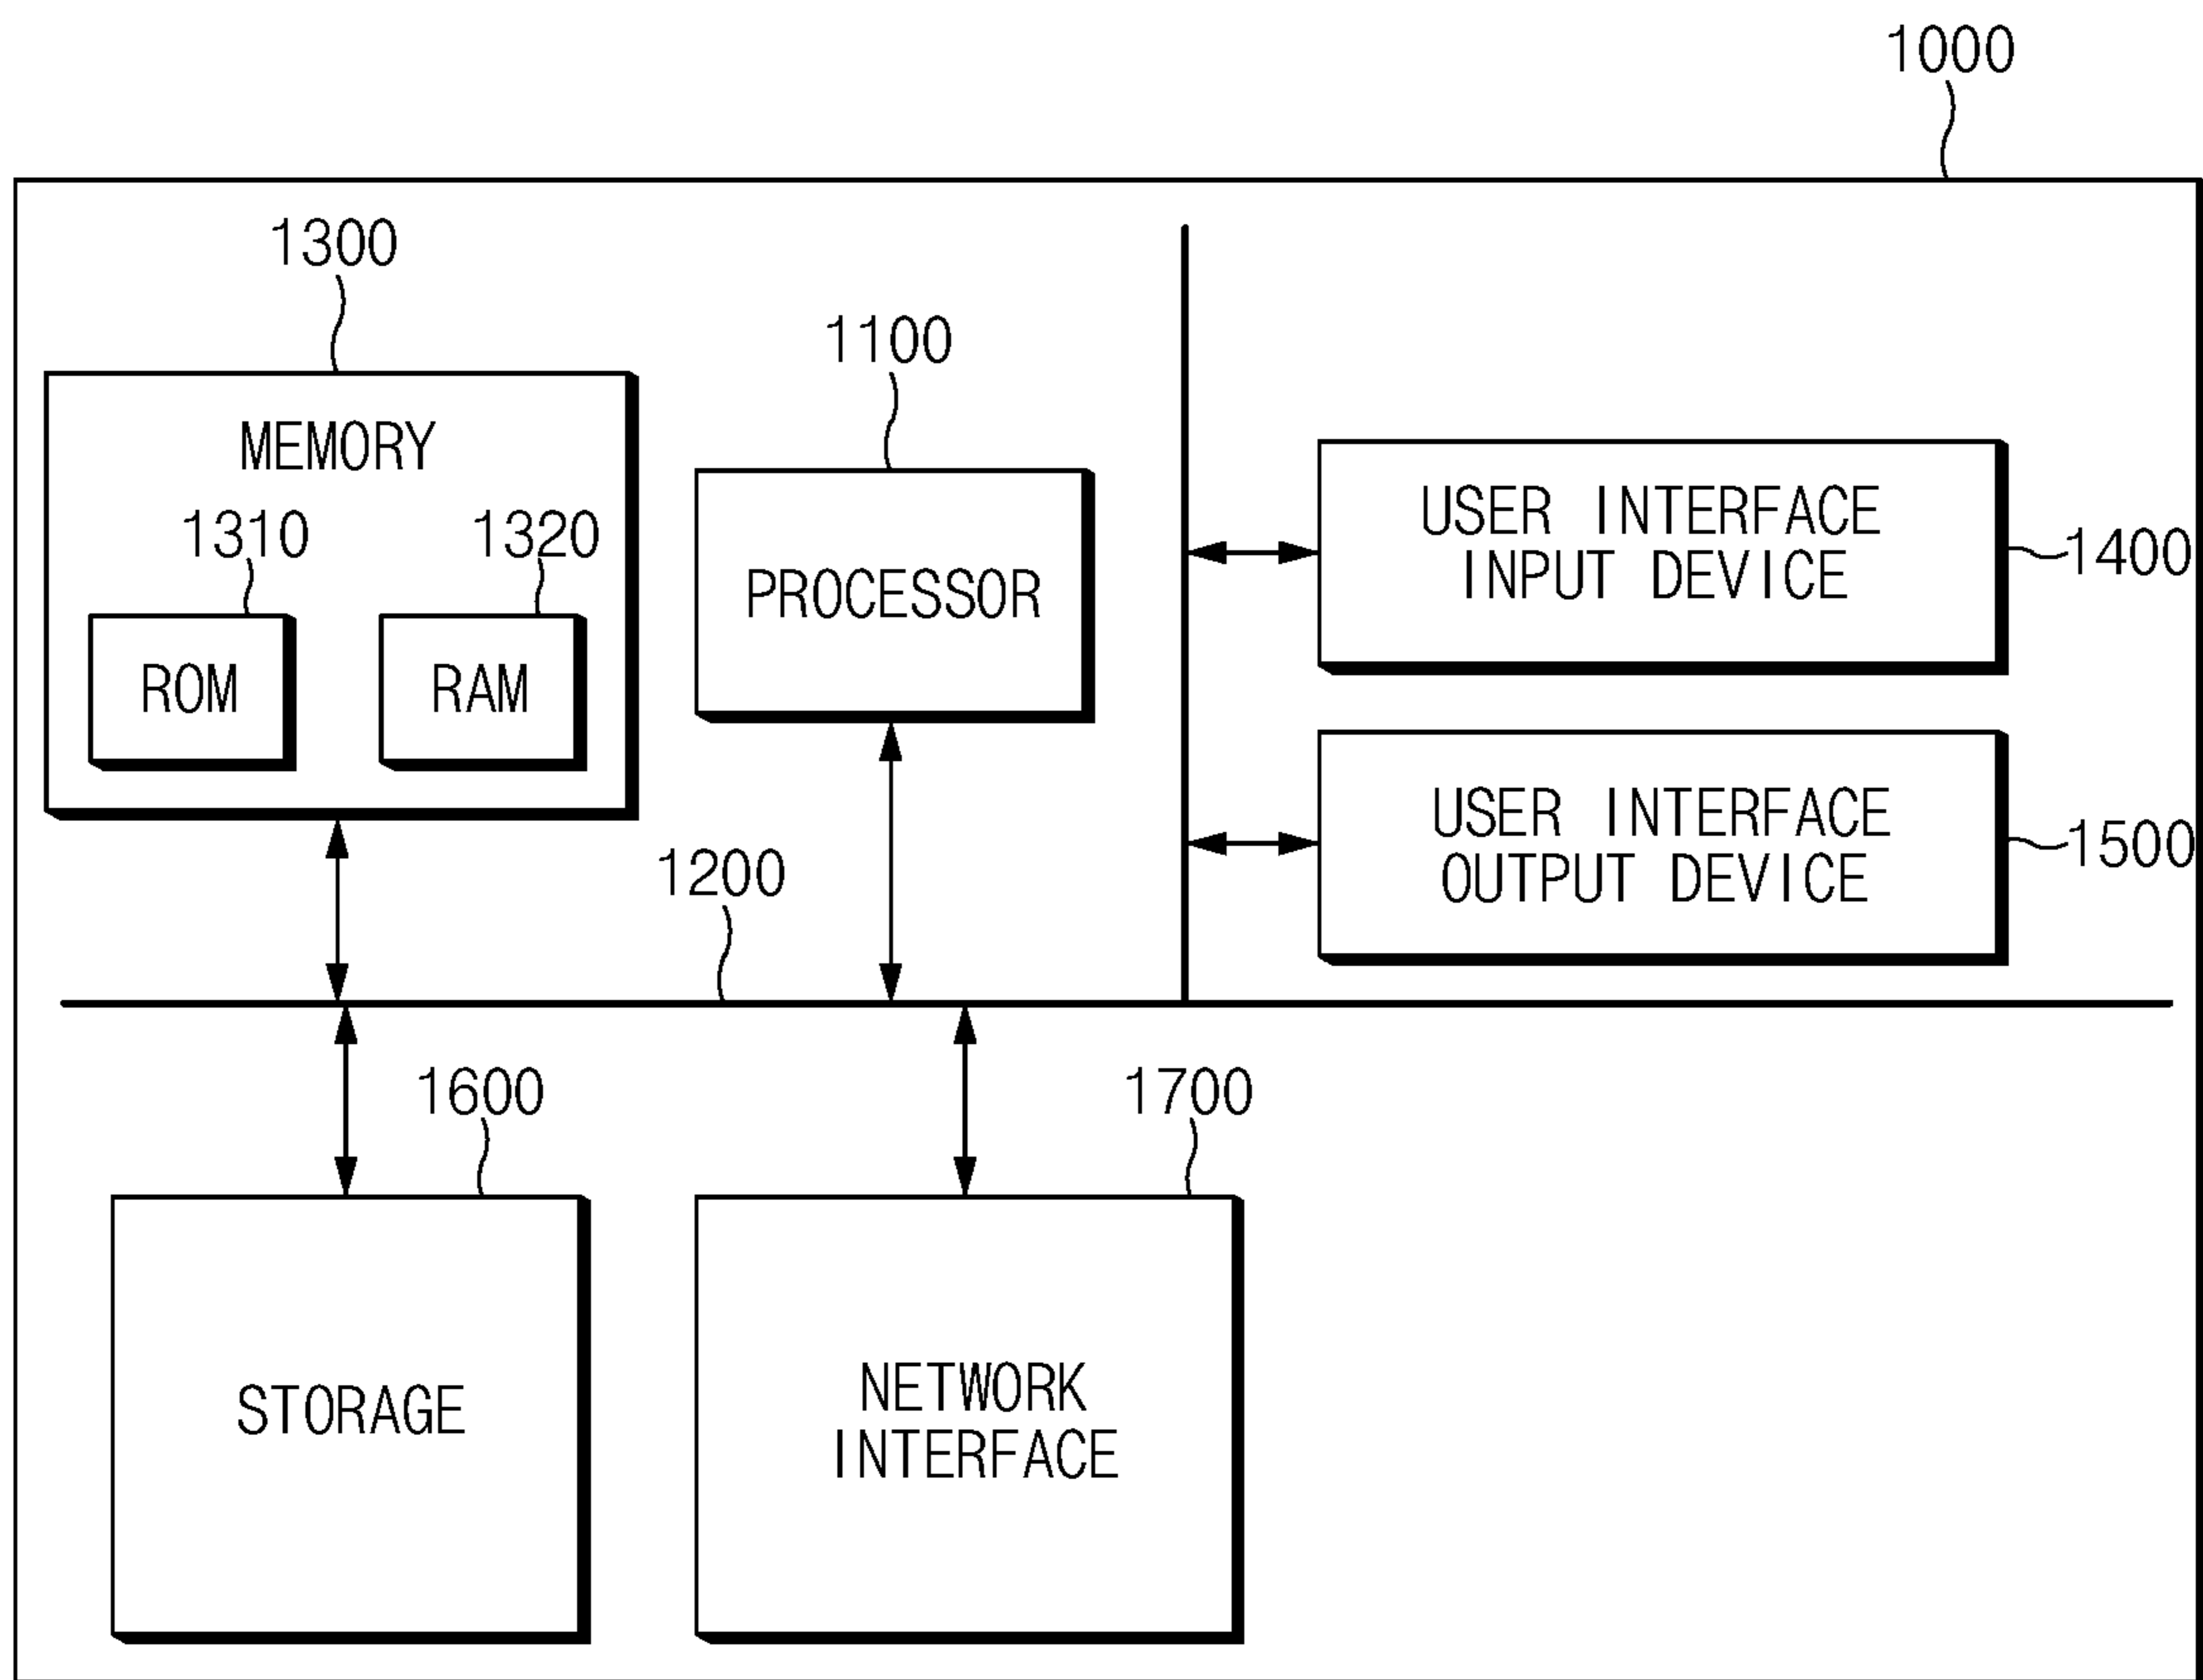 1000
1300
1100
MEMORY
1310
1320
ROM
RAM
PROCESSOR
USER INTERFACE
INPUT DEVICE
1400
USER INTERFACE
OUTPUT DEVICE
1500
1200
1600
1700
STORAGE
NETWORK
INTERFACE